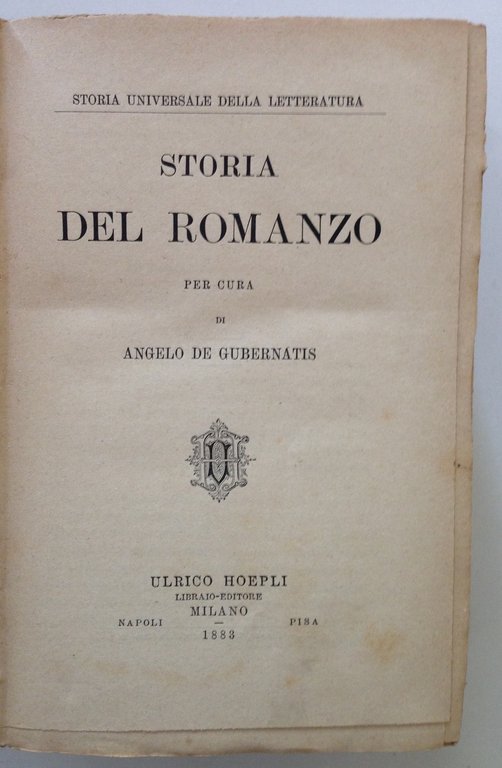 STORIA UNIVERSALE DELLA LETTERATURA
STORIA
DEL ROMANZO
PER CURA
DI
ANGELO DE GUBERNATIS
ULRICO HOEPLI
LIBRAIO-EDITORE
MILANO
NAPOLI — PISA
1883